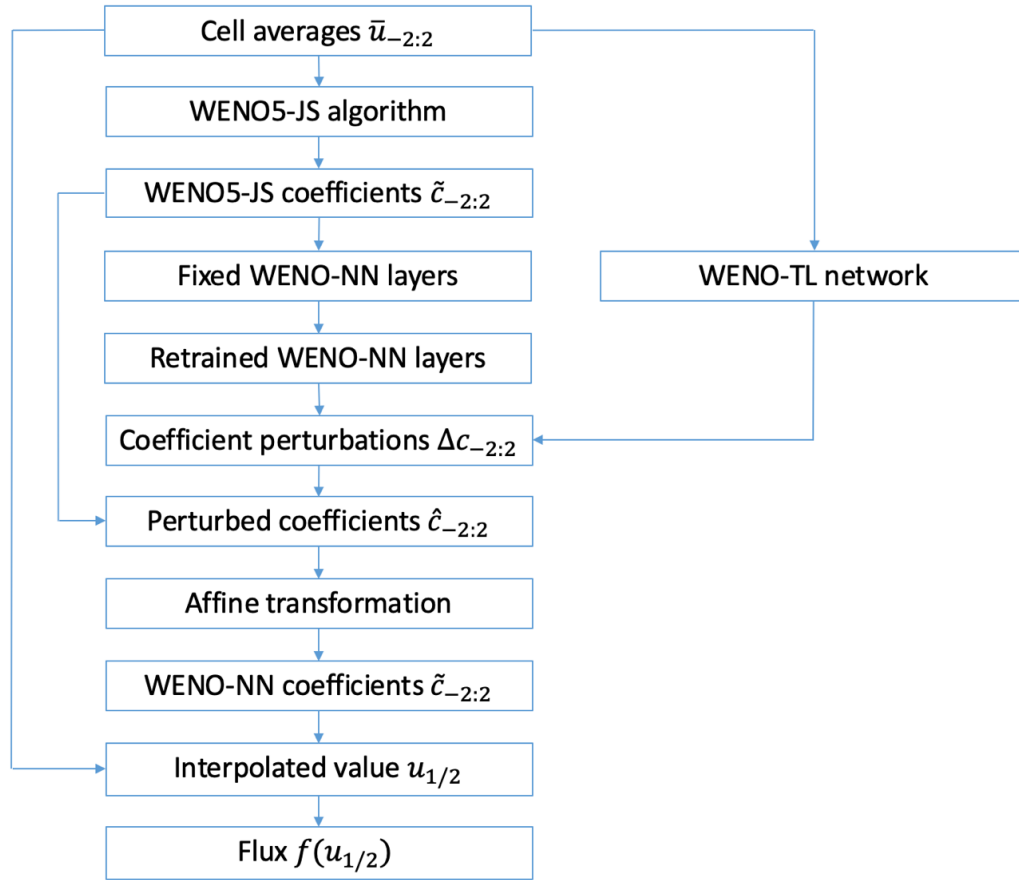 Cell averages ū₋₂:₂
WENO5-JS algorithm
WENO5-JS coefficients c̃₋₂:₂
Fixed WENO-NN layers
WENO-TL network
Retrained WENO-NN layers
Coefficient perturbations Δc₋₂:₂
Perturbed coefficients ĉ₋₂:₂
Affine transformation
WENO-NN coefficients c̃₋₂:₂
Interpolated value u₁/₂
Flux f(u₁/₂)